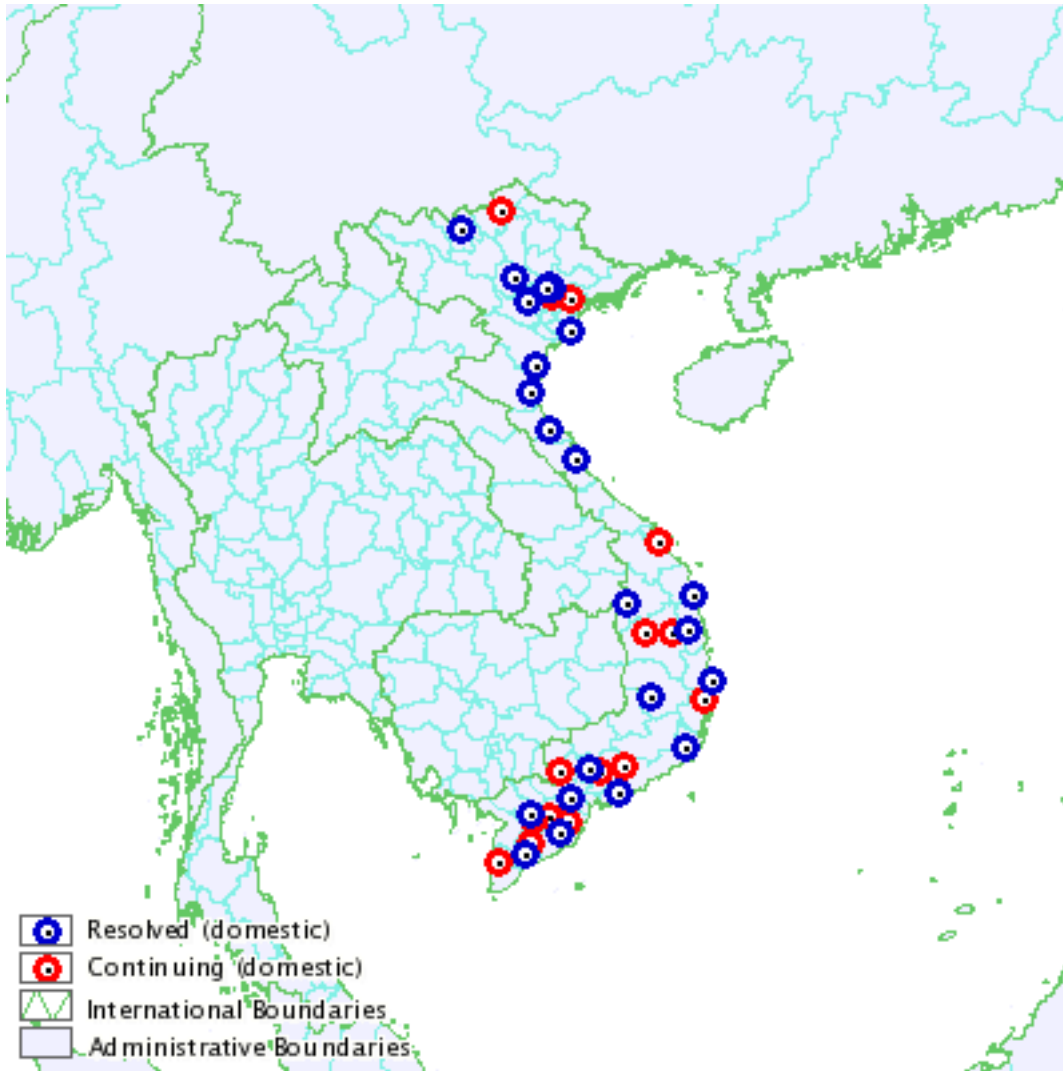 Resolved (domestic)
Continuing (domestic)
International Boundaries
Administrative Boundaries